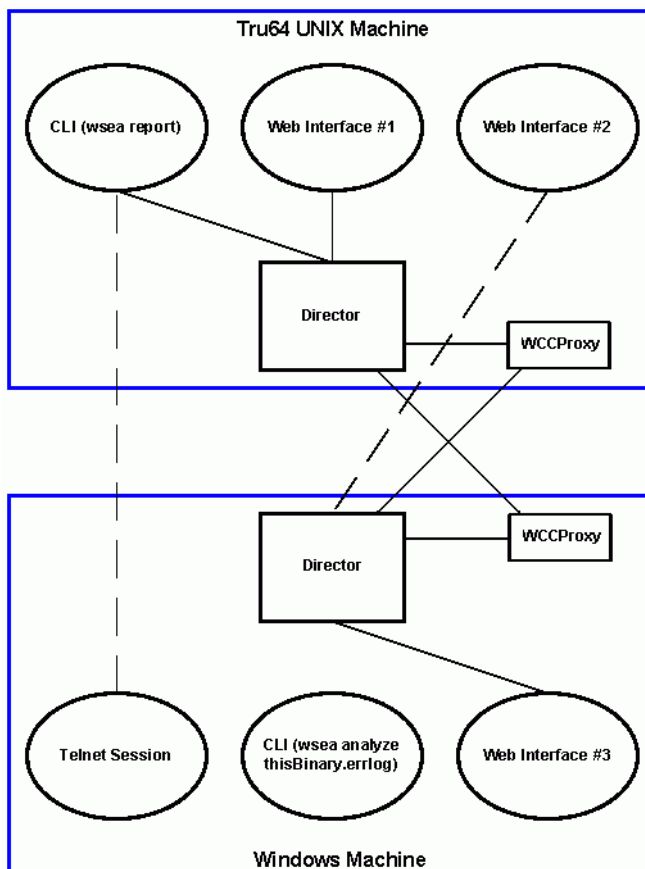 Tru64 UNIX Machine
CLI (wsea report)
Web Interface #1
Web Interface #2
Director
WCCProxy
WCCProxy
Director
Telnet Session
CLI (wsea analyze
thisBinary.errlog)
Web Interface #3
Windows Machine